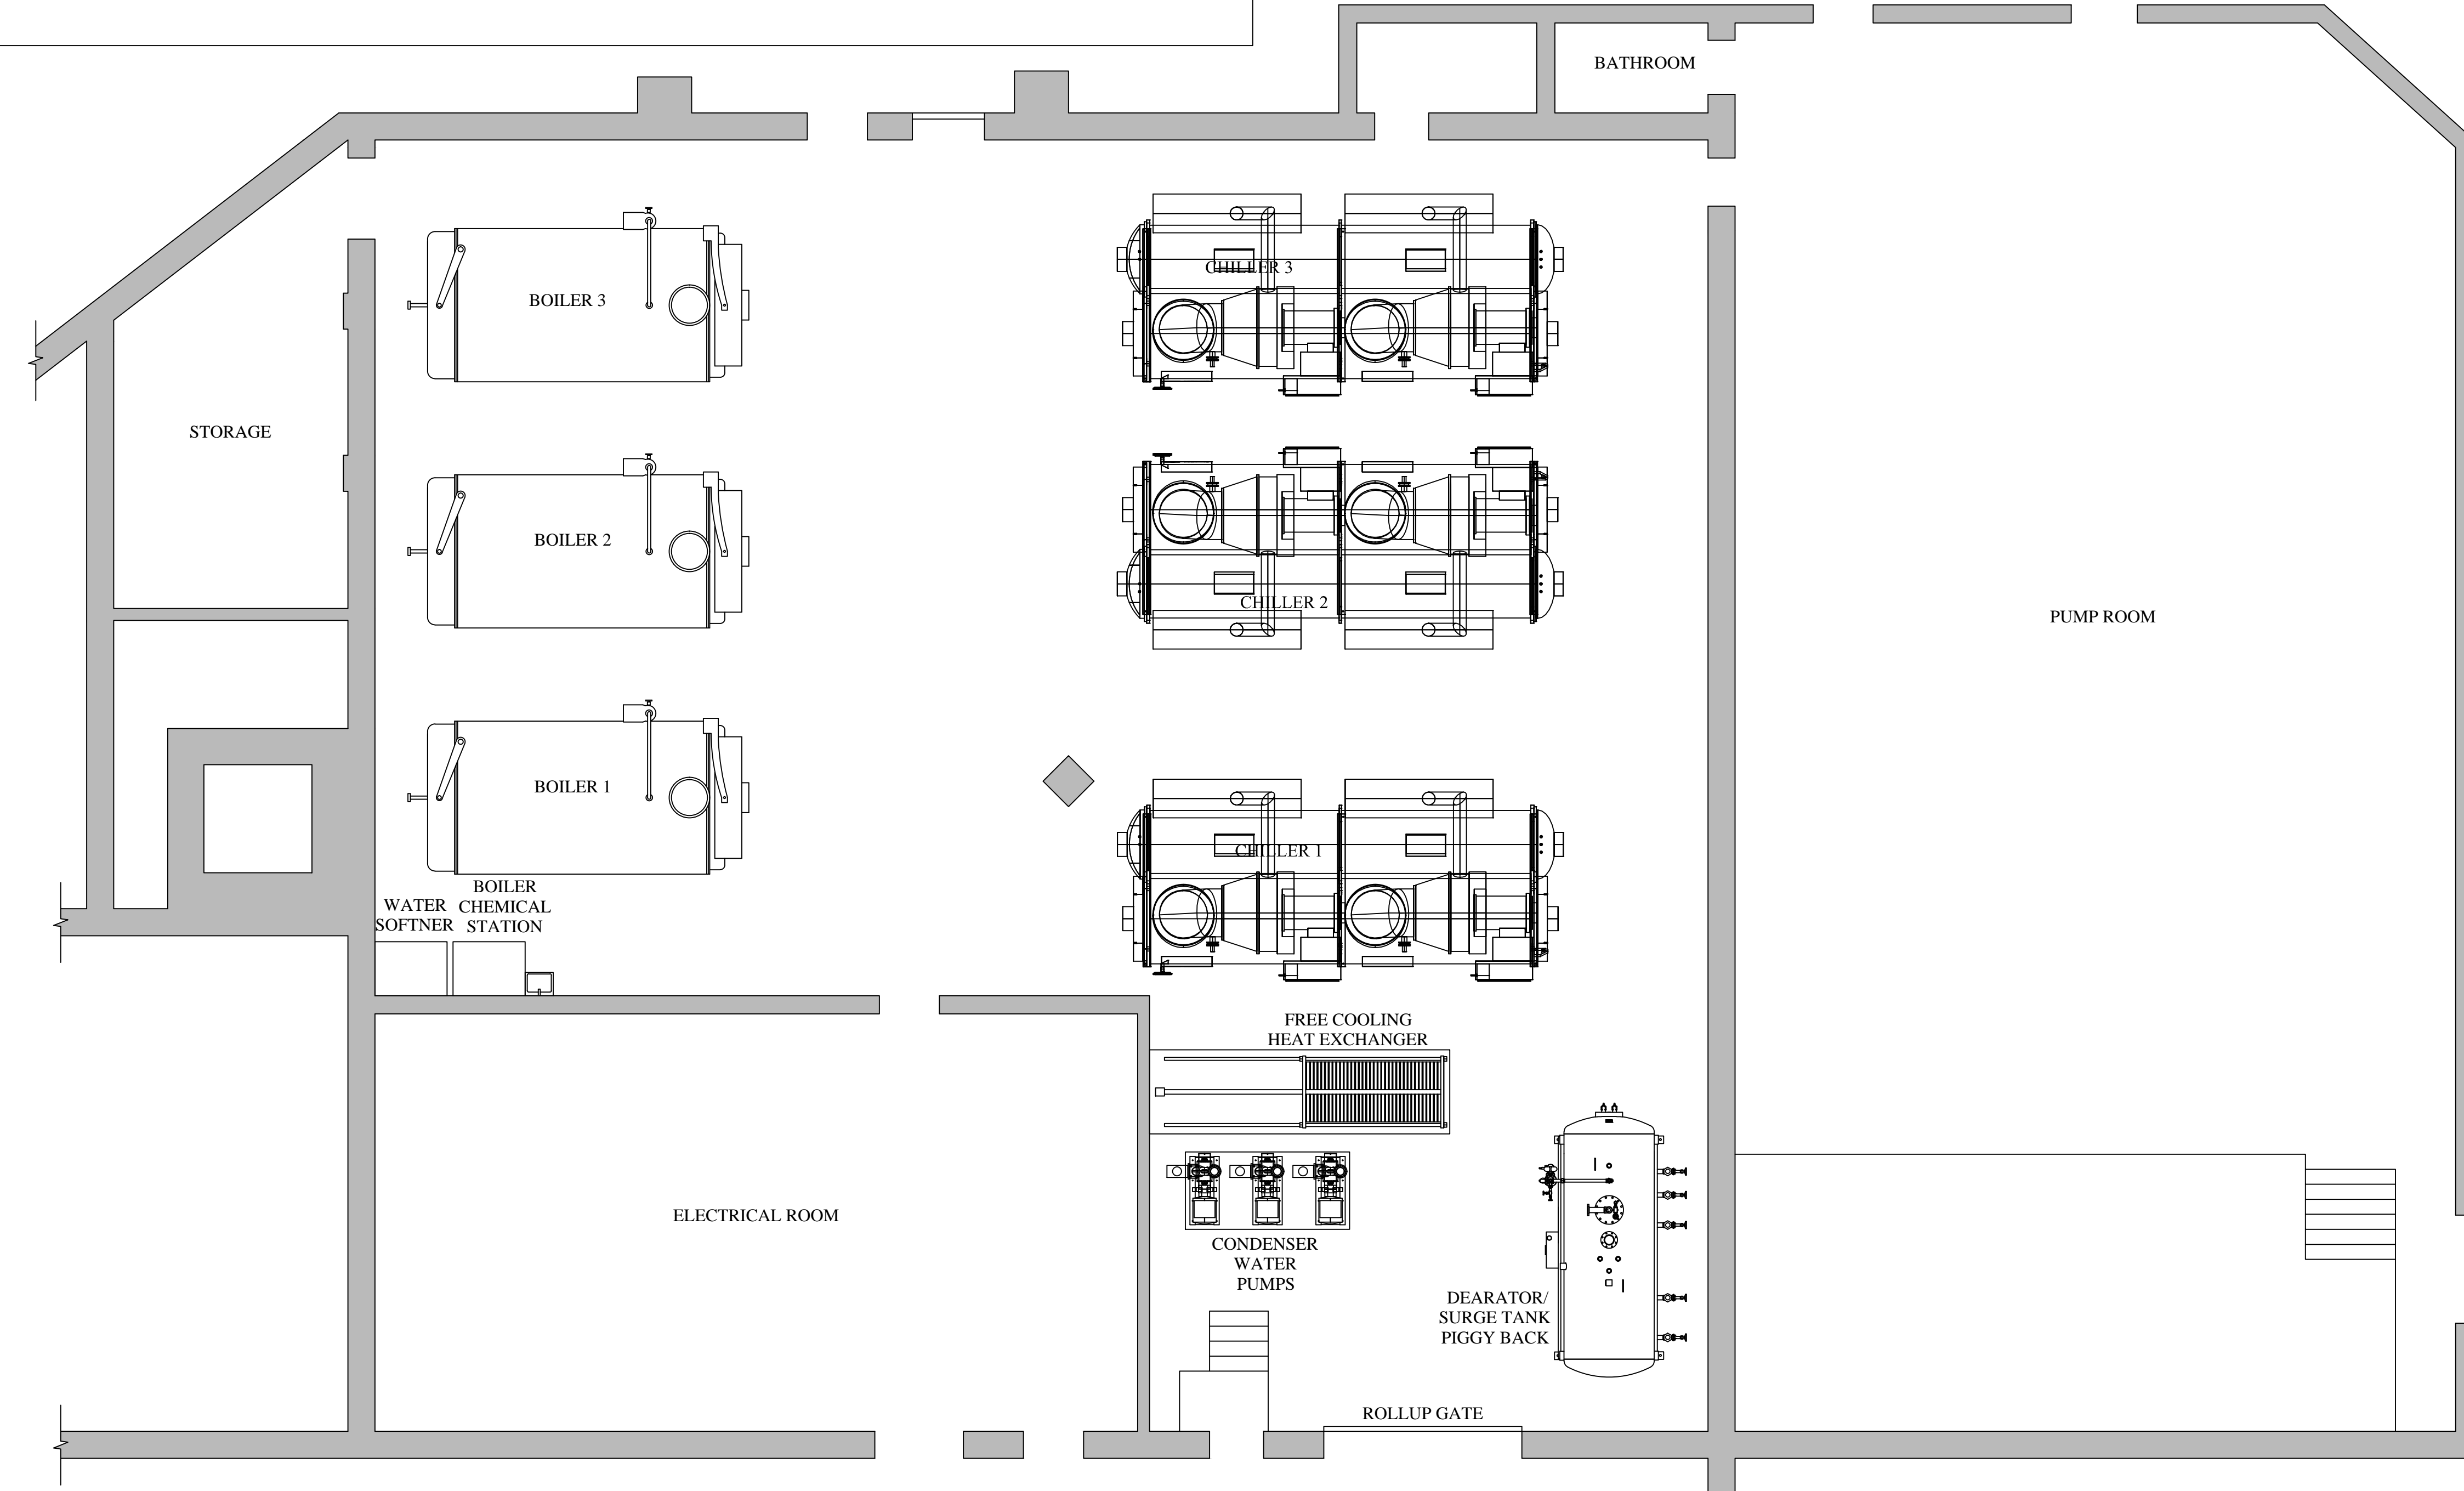 BATHROOM
CHILLER 3
BOILER 3
STORAGE
BOILER 2
CHILLER 2
PUMP ROOM
BOILER 1
CHILLER 1
WATER
SOFTNER
BOILER
CHEMICAL
STATION
FREE COOLING
HEAT EXCHANGER
ELECTRICAL ROOM
CONDENSER
WATER
PUMPS
DEARATOR/
SURGE TANK
PIGGY BACK
ROLLUP GATE